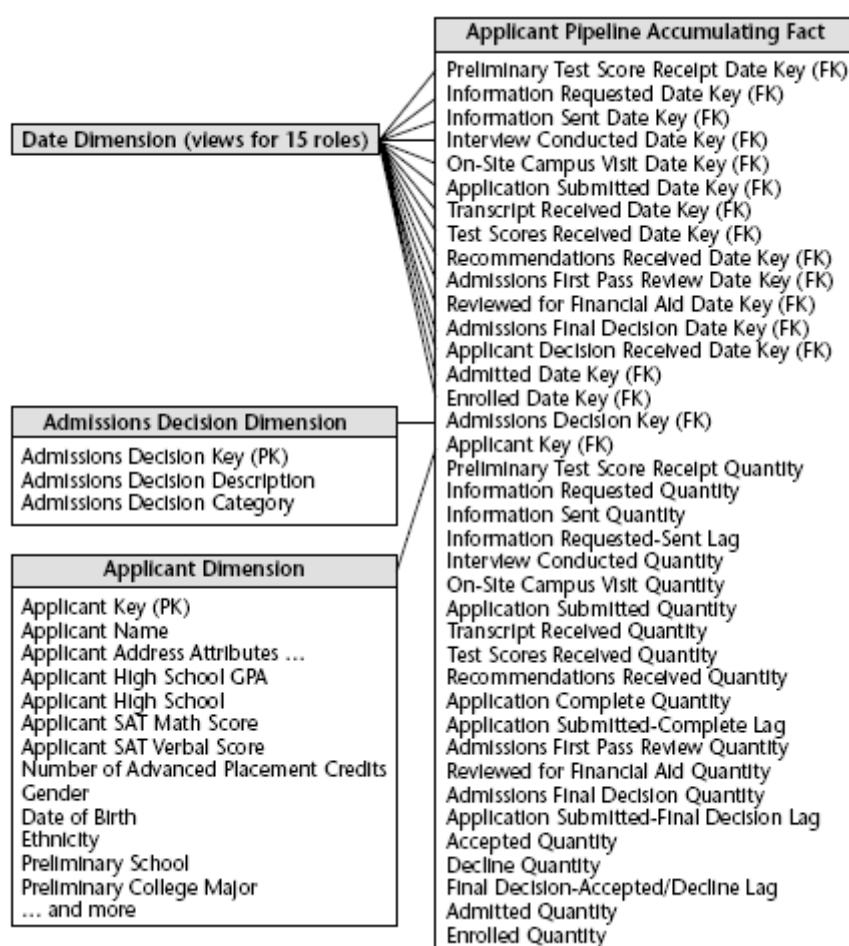 Applicant Pipeline Accumulating Fact
Preliminary Test Score Receipt Date Key (FK)
Information Requested Date Key (FK)
Information Sent Date Key (FK)
Interview Conducted Date Key (FK)
On-Site Campus Visit Date Key (FK)
Application Submitted Date Key (FK)
Transcript Received Date Key (FK)
Test Scores Received Date Key (FK)
Recommendations Received Date Key (FK)
Admissions First Pass Review Date Key (FK)
Reviewed for Financial Aid Date Key (FK)
Admissions Final Decision Date Key (FK)
Applicant Decision Received Date Key (FK)
Admitted Date Key (FK)
Enrolled Date Key (FK)
Admissions Decision Key (FK)
Applicant Key (FK)
Preliminary Test Score Receipt Quantity
Information Requested Quantity
Information Sent Quantity
Information Requested-Sent Lag
Interview Conducted Quantity
On-Site Campus Visit Quantity
Application Submitted Quantity
Transcript Received Quantity
Test Scores Received Quantity
Recommendations Received Quantity
Application Complete Quantity
Application Submitted-Complete Lag
Admissions First Pass Review Quantity
Reviewed for Financial Aid Quantity
Admissions Final Decision Quantity
Application Submitted-Final Decision Lag
Accepted Quantity
Decline Quantity
Final Decision-Accepted/Decline Lag
Admitted Quantity
Enrolled Quantity
Date Dimension (views for 15 roles)
Admissions Decision Dimension
Admissions Decision Key (PK)
Admissions Decision Description
Admissions Decision Category
Applicant Dimension
Applicant Key (PK)
Applicant Name
Applicant Address Attributes ...
Applicant High School GPA
Applicant High School
Applicant SAT Math Score
Applicant SAT Verbal Score
Number of Advanced Placement Credits
Gender
Date of Birth
Ethnicity
Preliminary School
Preliminary College Major
... and more